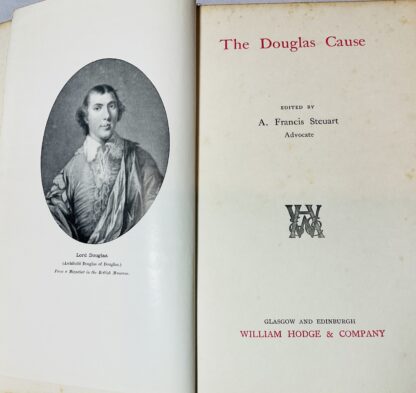 Lord Douglas
(Archibald Douglas of Douglas.)
From a Mezzotint in the British Museum.
The Douglas Cause
EDITED BY
A. Francis Steuart
Advocate
GLASGOW AND EDINBURGH
WILLIAM HODGE & COMPANY